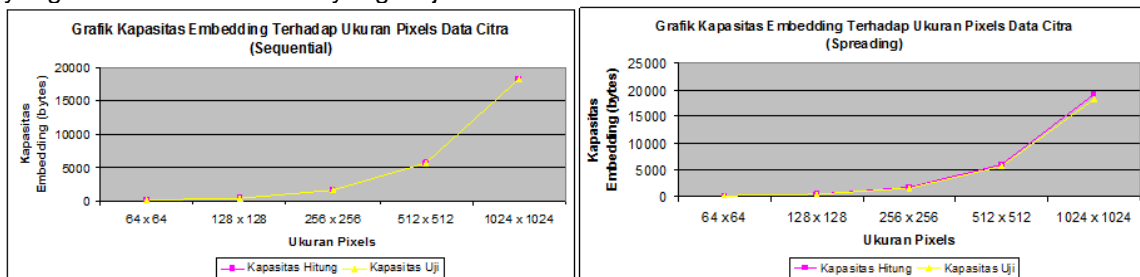 Grafik Kapasitas Embedding Terhadap Ukuran Pixels Data Citra
(Sequential)
Kapasitas
Embedding (bytes)
20000
15000
10000
5000
0
64 x 64 128 x 128 256 x 256 512 x 512 1024 x 1024
Ukuran Pixels
Kapasitas Hitung Kapasitas Uji
Grafik Kapasitas Embedding Terhadap Ukuran Pixels Data Citra
(Spreading)
Kapasitas
Embedding (bytes)
25000
20000
15000
10000
5000
0
64 x 64 128 x 128 256 x 256 512 x 512 1024 x 1024
Ukuran Pixels
Kapasitas Hitung Kapasitas Uji